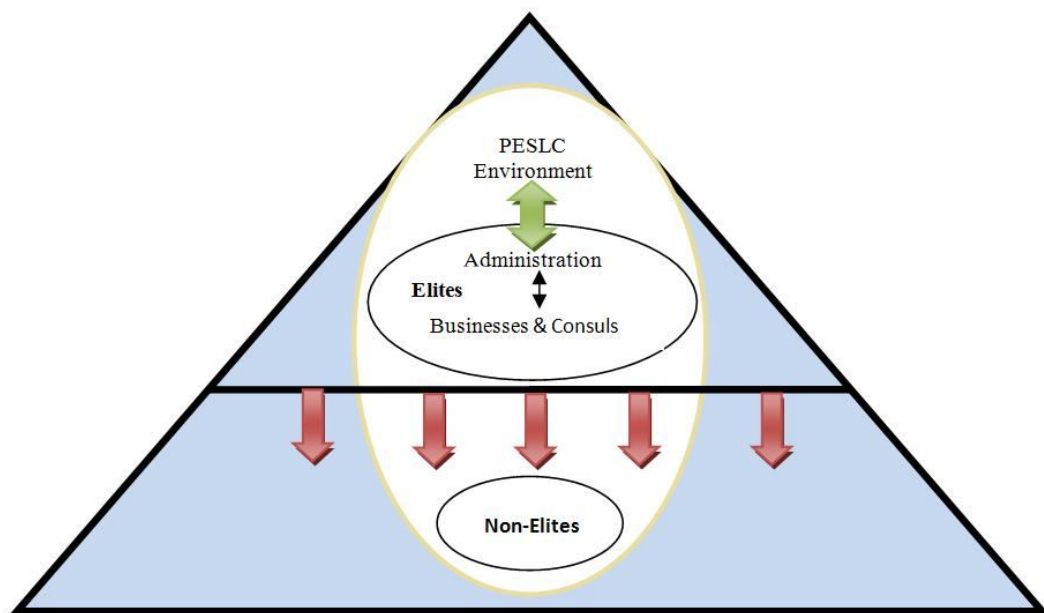 PESLC
Environment
Administration
Elites
Businesses & Consuls
Non-Elites